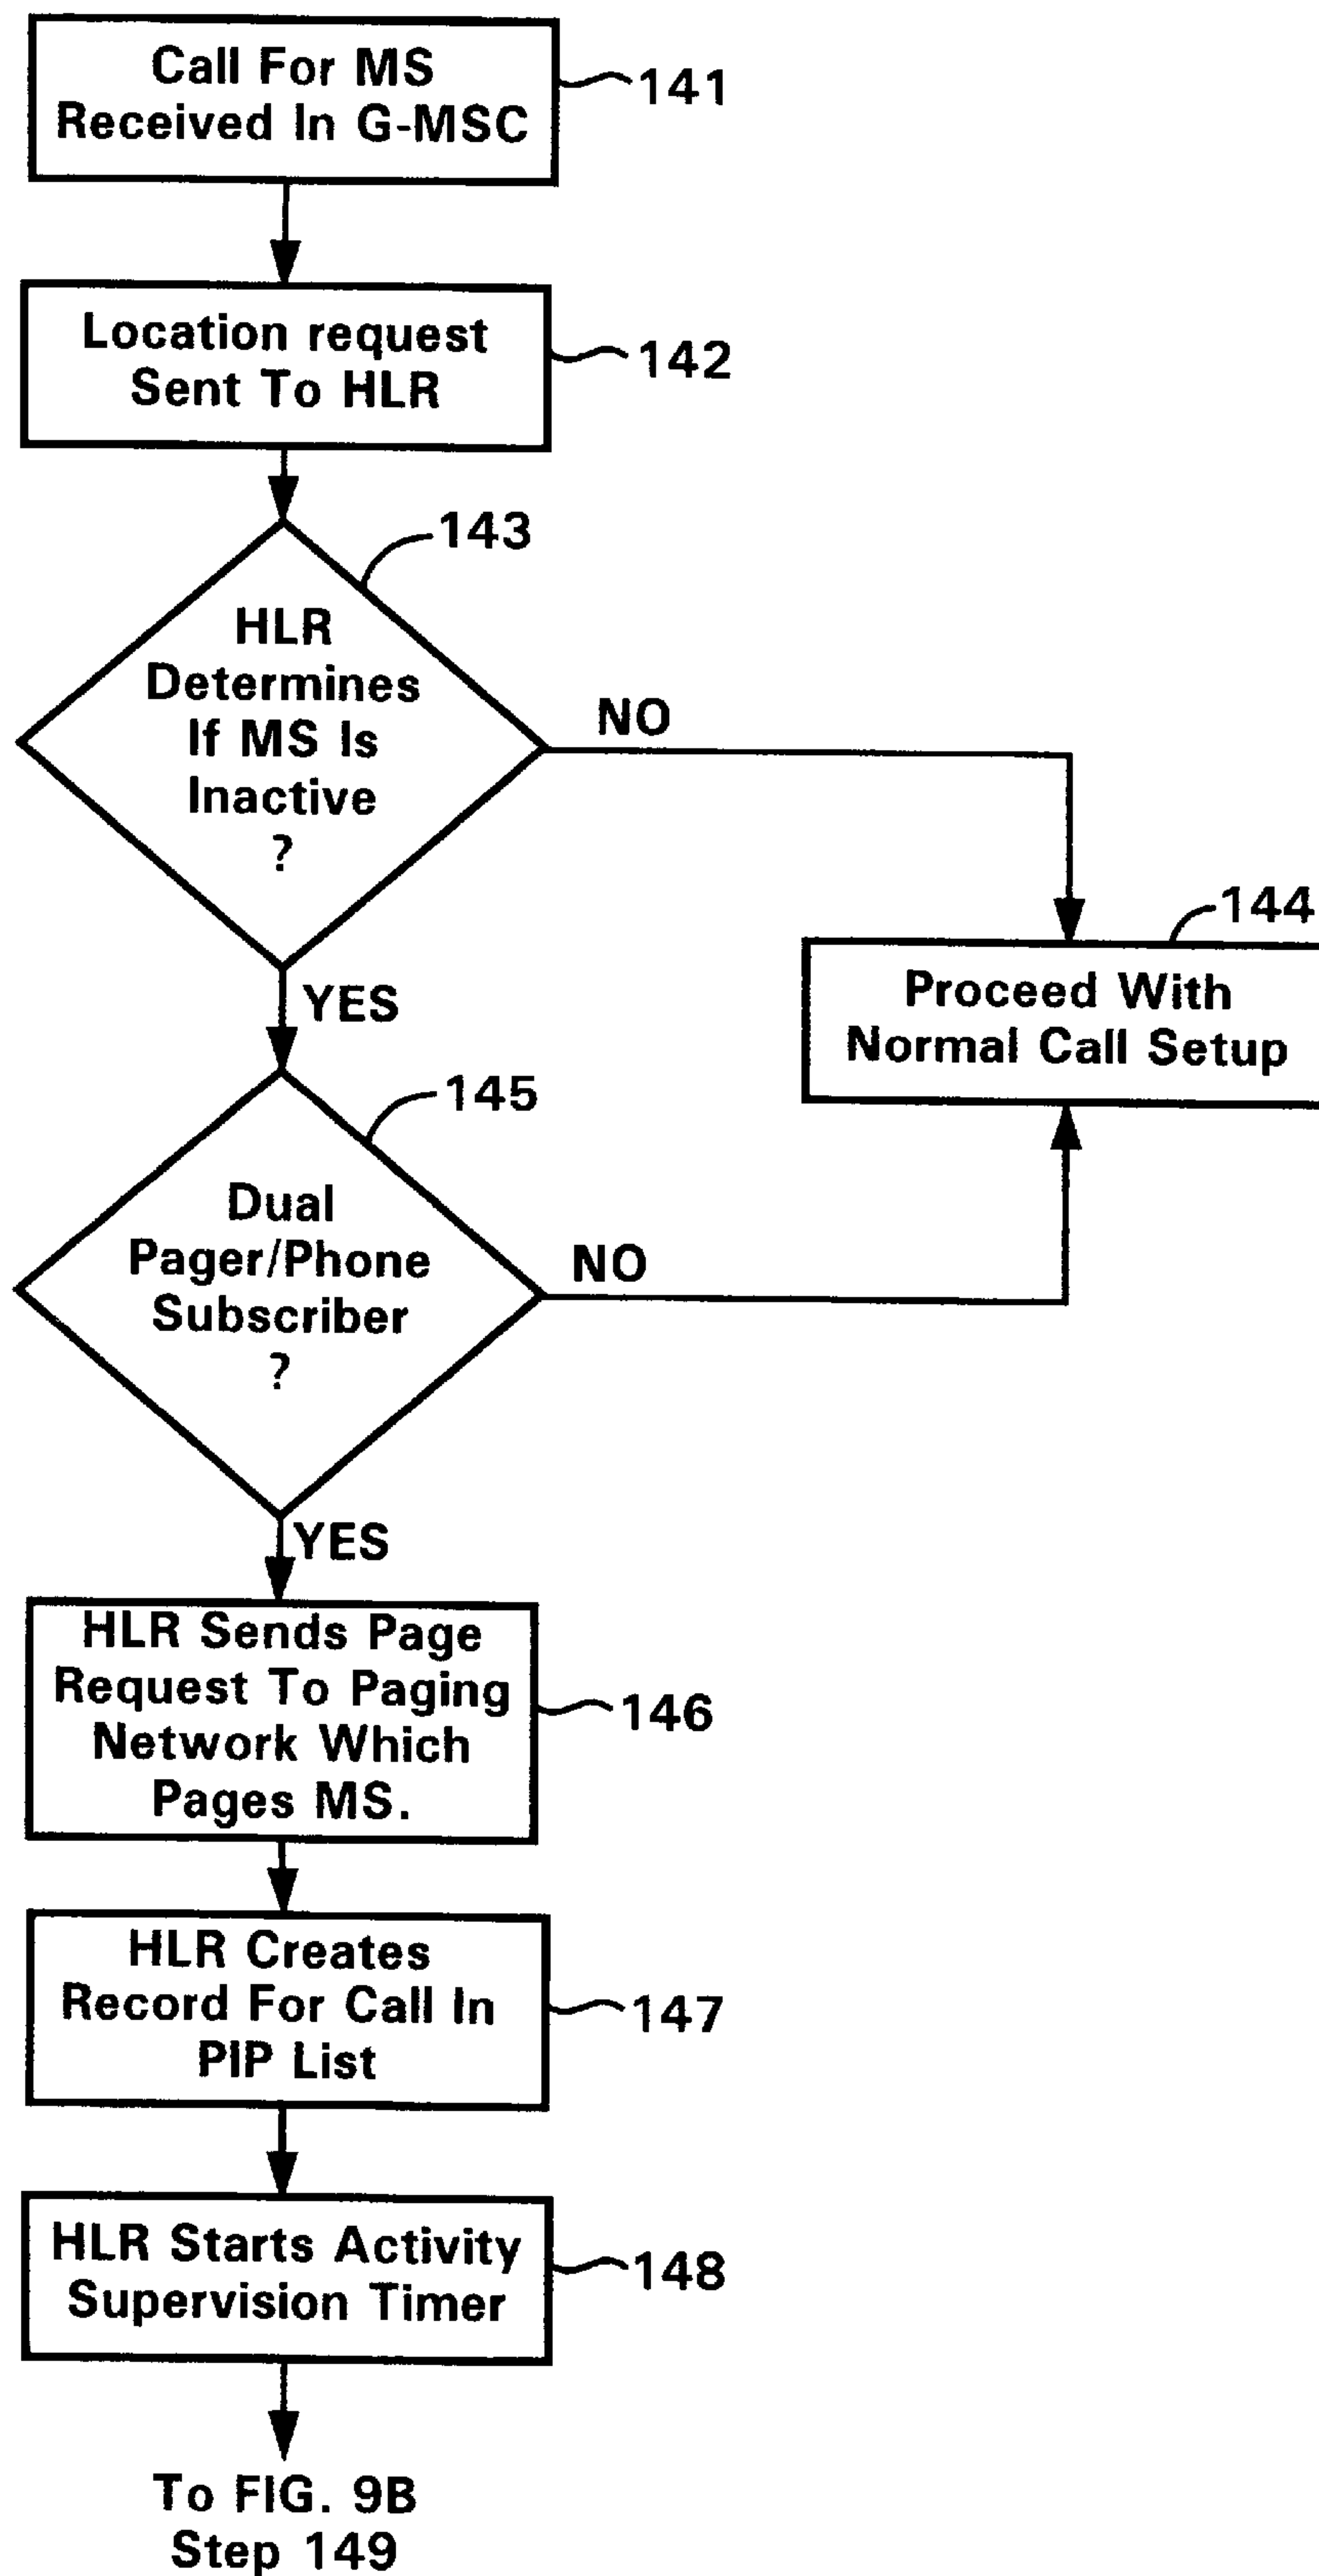 Call For MS
Received In G-MSC
141
Location request
Sent To HLR
142
143
HLR
Determines
If MS Is
Inactive
?
NO
YES
144
Proceed With
Normal Call Setup
145
Dual
Pager/Phone
Subscriber
?
NO
YES
HLR Sends Page
Request To Paging
Network Which
Pages MS.
146
HLR Creates
Record For Call In
PIP List
147
HLR Starts Activity
Supervision Timer
148
To FIG. 9B
Step 149